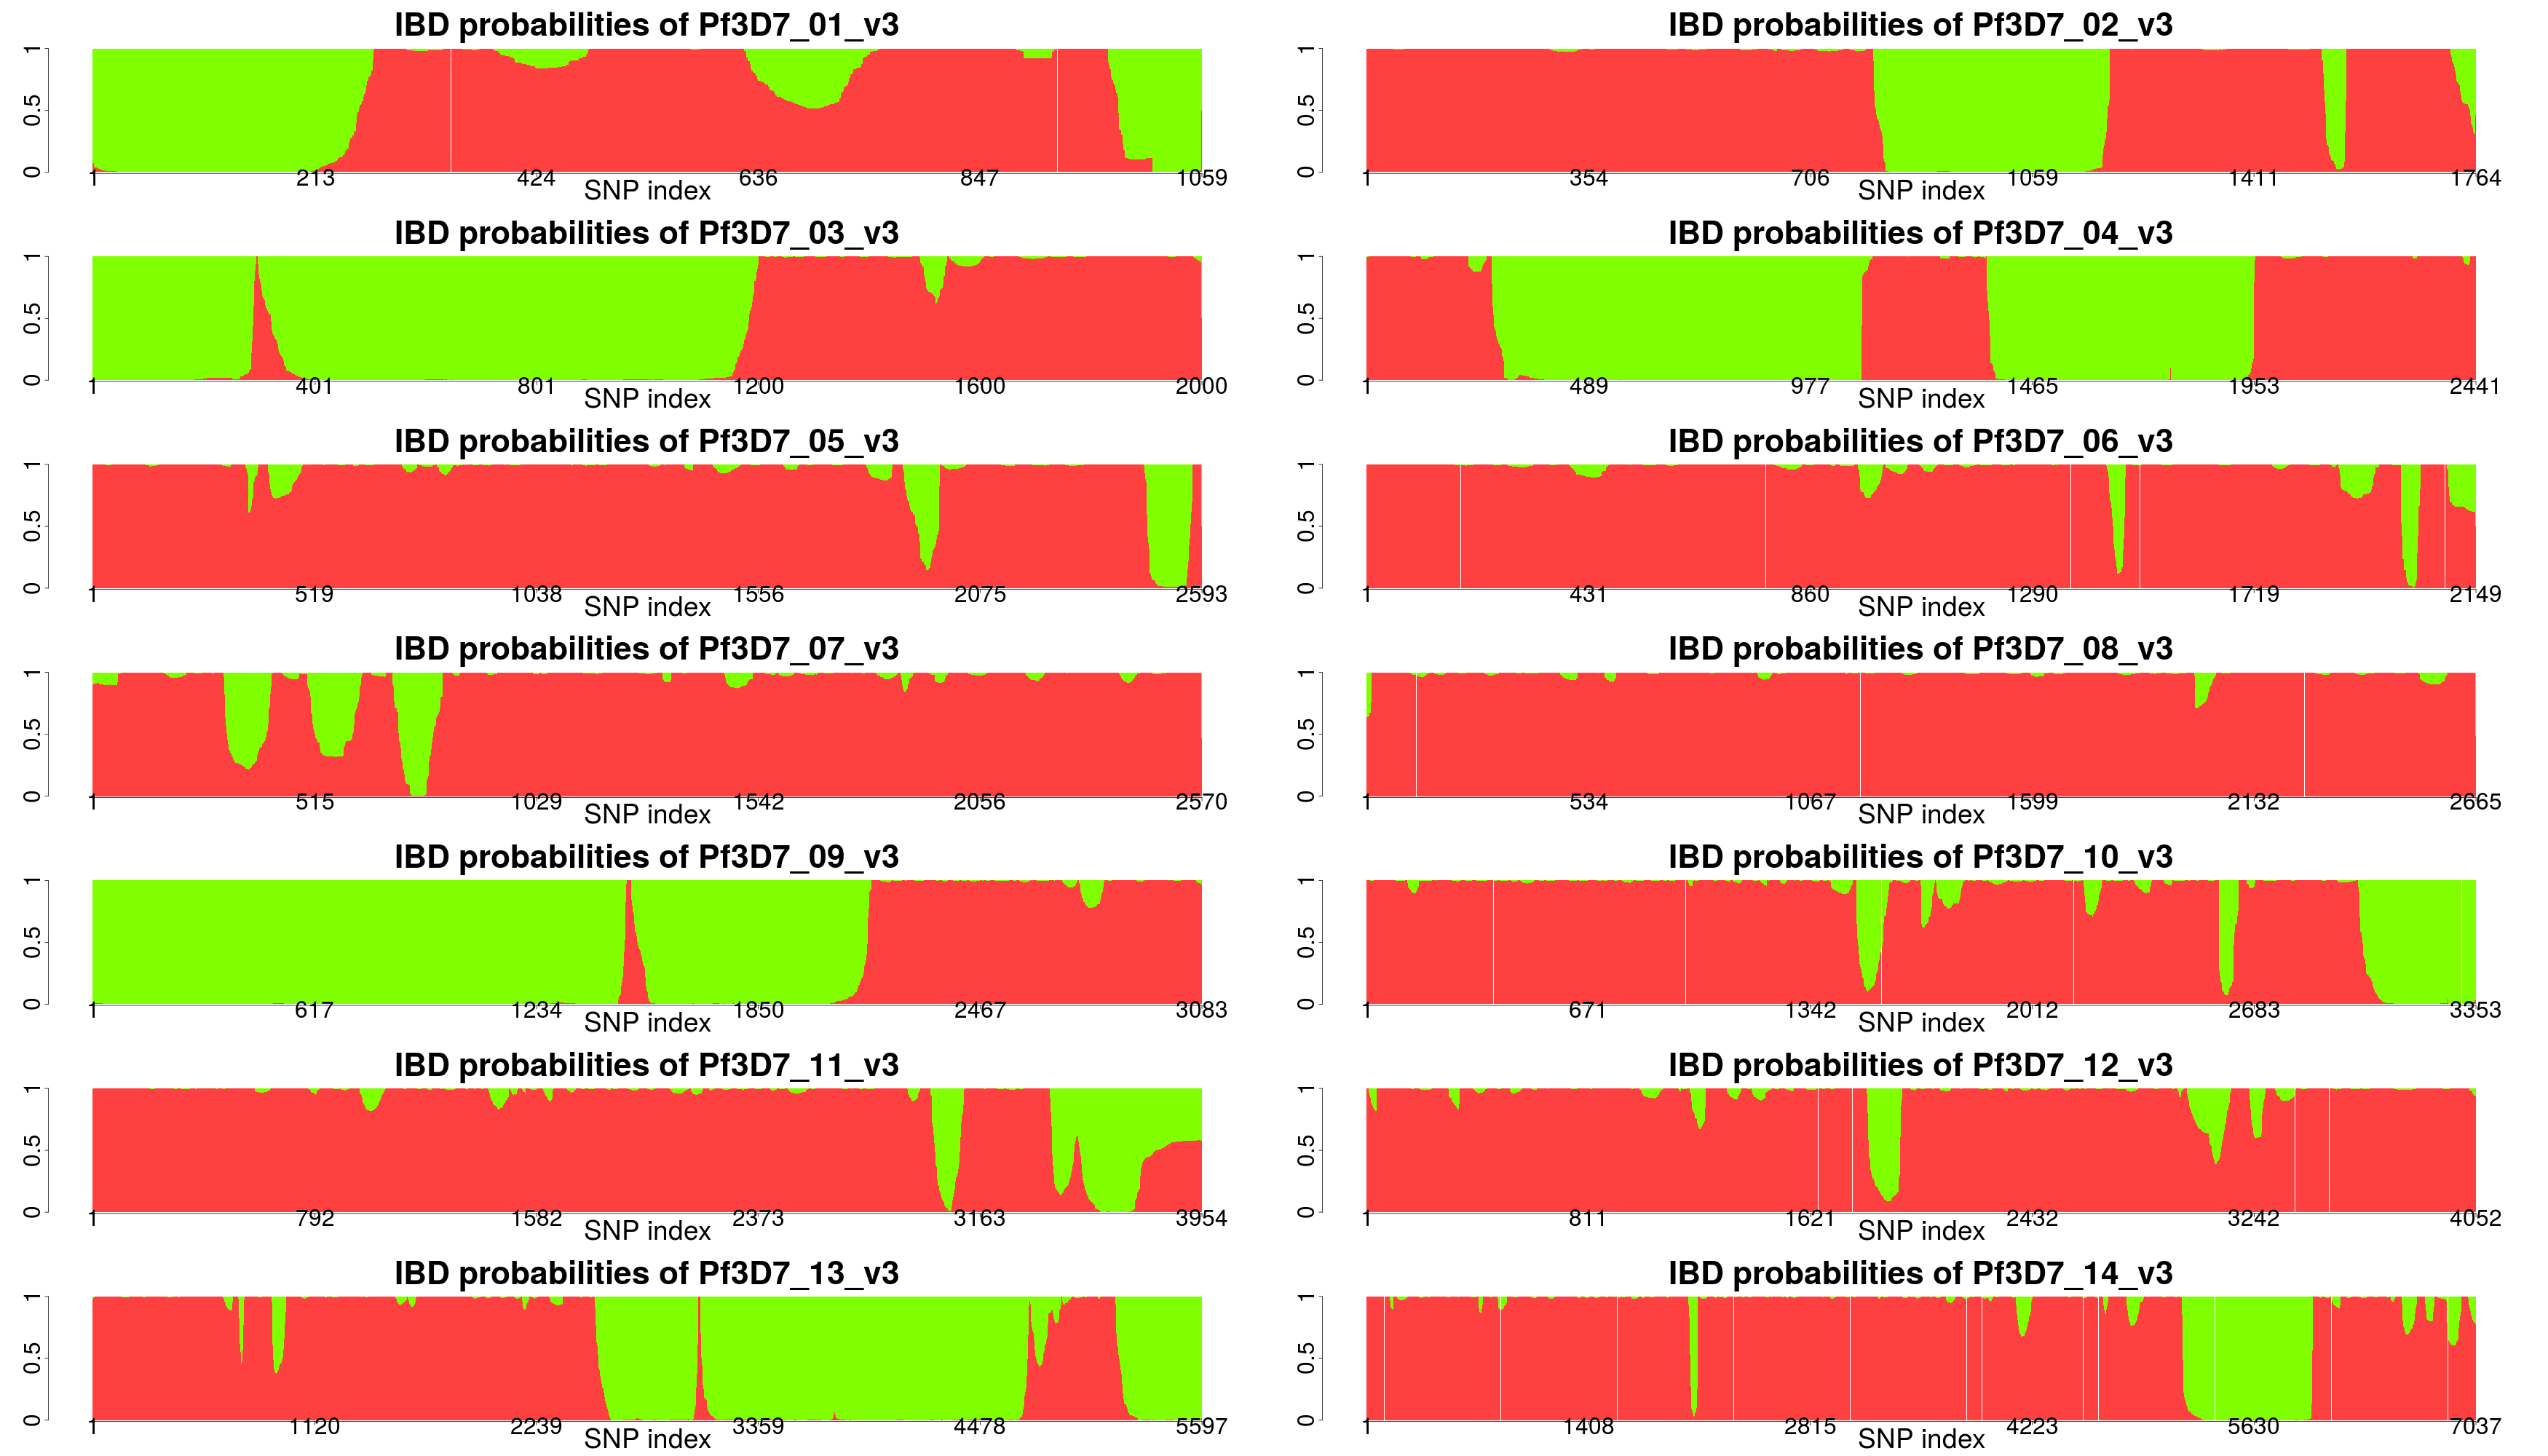 IBD probabilities of Pf3D7_01_v3
0 0.5 1
1 213 424 636 847 1059
SNP index
IBD probabilities of Pf3D7_02_v3
0 0.5 1
1 354 706 1059 1411 1764
SNP index
IBD probabilities of Pf3D7_03_v3
0 0.5 1
1 401 801 1200 1600 2000
SNP index
IBD probabilities of Pf3D7_04_v3
0 0.5 1
1 489 977 1465 1953 2441
SNP index
IBD probabilities of Pf3D7_05_v3
0 0.5 1
1 519 1038 1556 2075 2593
SNP index
IBD probabilities of Pf3D7_06_v3
0 0.5 1
1 431 860 1290 1719 2149
SNP index
IBD probabilities of Pf3D7_07_v3
0 0.5 1
1 515 1029 1542 2056 2570
SNP index
IBD probabilities of Pf3D7_08_v3
0 0.5 1
1 534 1067 1599 2132 2665
SNP index
IBD probabilities of Pf3D7_09_v3
0 0.5 1
1 617 1234 1850 2467 3083
SNP index
IBD probabilities of Pf3D7_10_v3
0 0.5 1
1 671 1342 2012 2683 3353
SNP index
IBD probabilities of Pf3D7_11_v3
0 0.5 1
1 792 1582 2373 3163 3954
SNP index
IBD probabilities of Pf3D7_12_v3
0 0.5 1
1 811 1621 2432 3242 4052
SNP index
IBD probabilities of Pf3D7_13_v3
0 0.5 1
1 1120 2239 3359 4478 5597
SNP index
IBD probabilities of Pf3D7_14_v3
0 0.5 1
1 1408 2815 4223 5630 7037
SNP index